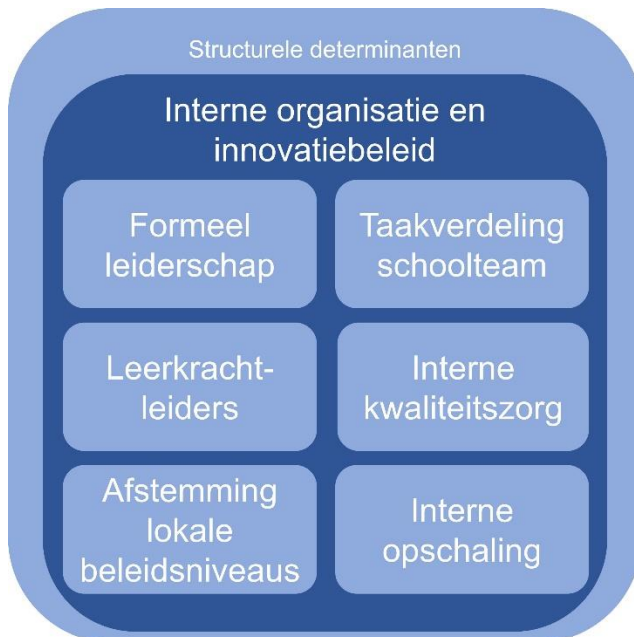 Structurele determinanten
Interne organisatie en
innovatiebeleid
Formeel
leiderschap
Taakverdeling
schoolteam
Leerkracht-
leiders
Interne
kwaliteitszorg
Afstemming
lokale
beleidsniveaus
Interne
opschaling